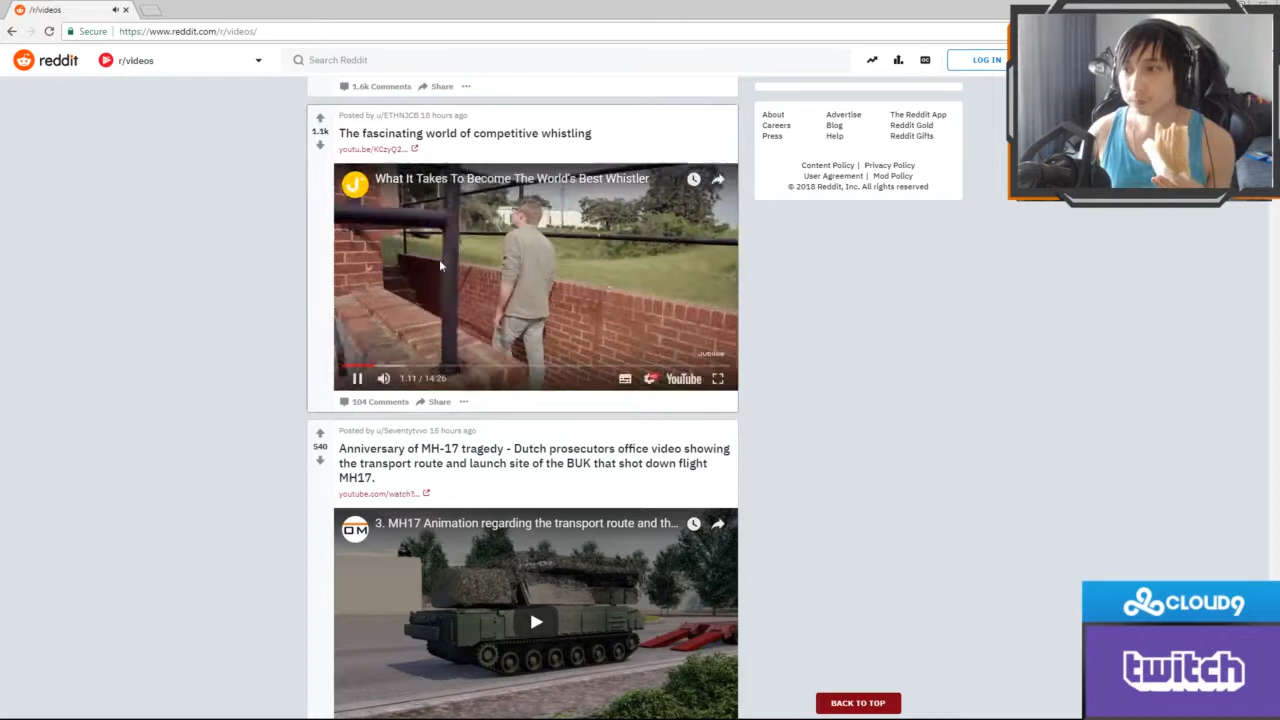 /r/videos
Secure
https://www.reddit.com/r/videos/
reddit
r/videos
Search Reddit
LOG IN
1.6k Comments
Share
Posted by u/ETHNJCB 18 hours ago
1.1k
The fascinating world of competitive whistling
youtu.be/KCzyQ2...
What It Takes To Become The World's Best Whistler
JUBILEE
1:11 / 14:26
YouTube
104 Comments
Share
Posted by u/Seventytvvo 15 hours ago
540
Anniversary of MH-17 tragedy - Dutch prosecutors office video showing
the transport route and launch site of the BUK that shot down flight
MH17.
youtube.com/watch?...
OM
3. MH17 Animation regarding the transport route and th...
About
Advertise
The Reddit App
Careers
Blog
Reddit Gold
Press
Help
Reddit Gifts
Content Policy | Privacy Policy
User Agreement | Mod Policy
© 2018 Reddit, Inc. All rights reserved
BACK TO TOP
CLOUD9
twitch